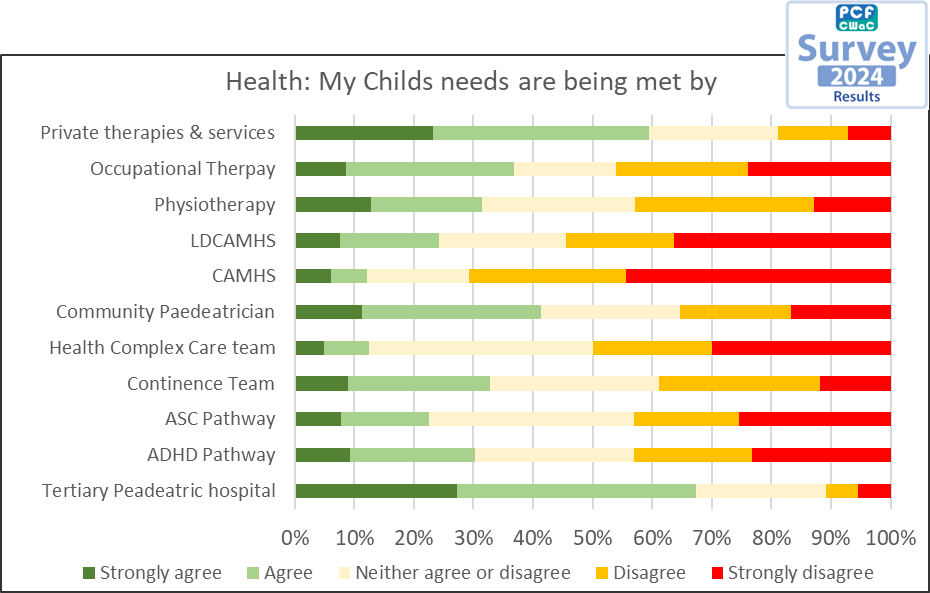 PCF
CWaC
Survey
2024
Results
Health: My Childs needs are being met by
Private therapies & services
Occupational Therpay
Physiotherapy
LDCAMHS
CAMHS
Community Paedeatrician
Health Complex Care team
Continence Team
ASC Pathway
ADHD Pathway
Tertiary Peadeatric hospital
0% 10% 20% 30% 40% 50% 60% 70% 80% 90% 100%
Strongly agree Agree Neither agree or disagree Disagree Strongly disagree